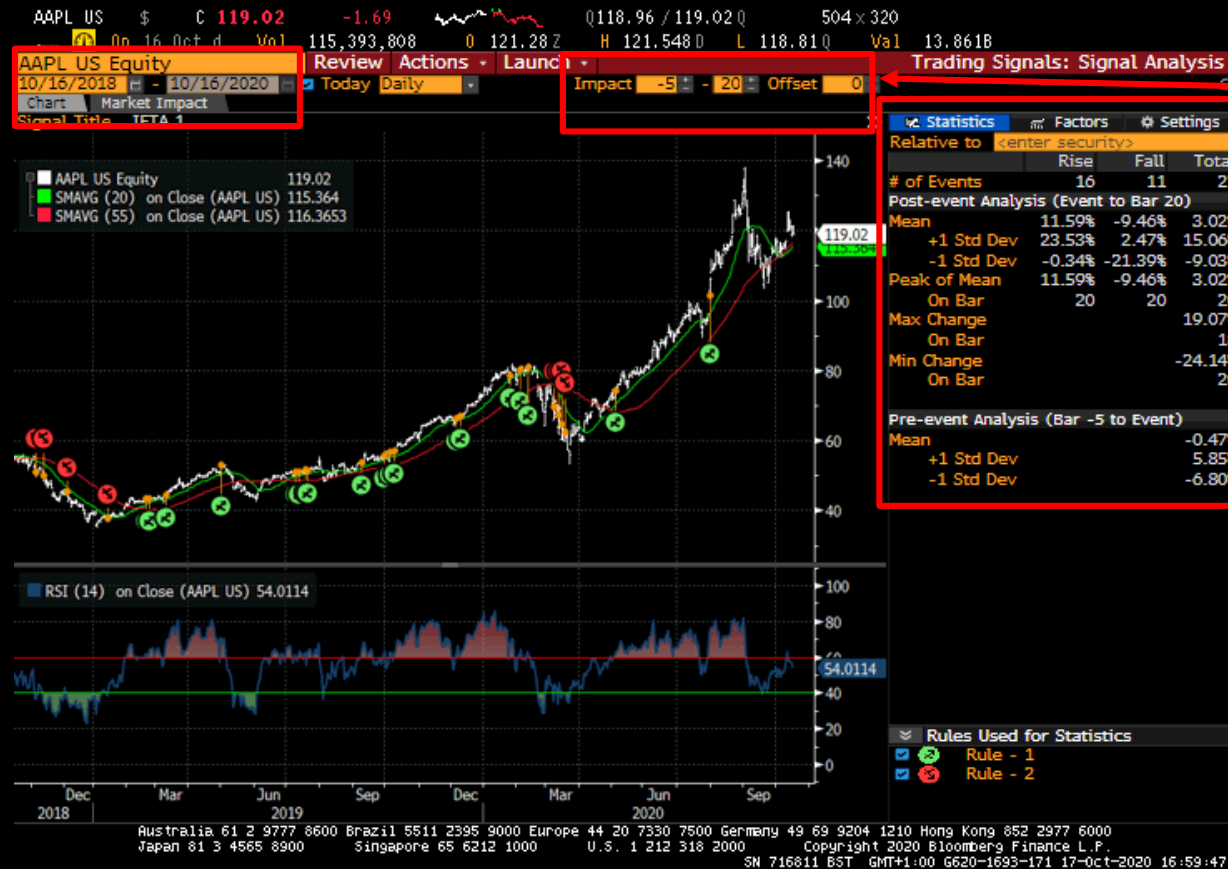 AAPL US $ C 119.02 -1.69 Q118.96/119.02Q 504×320
On 16 Oct d Vol 115,393,808 O 121.28Z H 121.548D L 118.81Q Val 13.861B
AAPL US Equity Review Actions Launch Trading Signals: Signal Analysis
10/16/2018 - 10/16/2020 Today Daily Impact -5 - 20 Offset 0
Chart Market Impact
Signal Title IFTA 1
Statistics Factors Settings
Relative to <enter security>
Rise Fall
# of Events 16 11
Post-event Analysis (Event to Bar 20)
Mean 11.59% -9.46% 3.02
+1 Std Dev 23.53% 2.47% 15.06
-1 Std Dev -0.34% -21.39% -9.03
Peak of Mean 11.59% -9.46% 3.02
On Bar 20 20
Max Change 19.07
On Bar
Min Change -24.14
On Bar
Pre-event Analysis (Bar -5 to Event)
Mean -0.47
+1 Std Dev 5.85
-1 Std Dev -6.80
AAPL US Equity 119.02
SMAVG (20) on Close (AAPL US) 115.364
SMAVG (55) on Close (AAPL US) 116.3653
140
119.02
100
80
60
40
RSI (14) on Close (AAPL US) 54.0114
100
80
54.0114
40
20
0
Rules Used for Statistics
Rule - 1
Rule - 2
Dec Mar Jun Sep Dec Mar Jun Sep
2018 2019 2020
Australia 61 2 9777 8600 Brazil 5511 2395 9000 Europe 44 20 7330 7500 Germany 49 69 9204 1210 Hong Kong 852 2977 6000
Japan 81 3 4565 8900 Singapore 65 6212 1000 U.S. 1 212 318 2000 Copyright 2020 Bloomberg Finance L.P.
SN 716811 BST GMT+1:00 G620-1693-171 17-Oct-2020 16:59:47